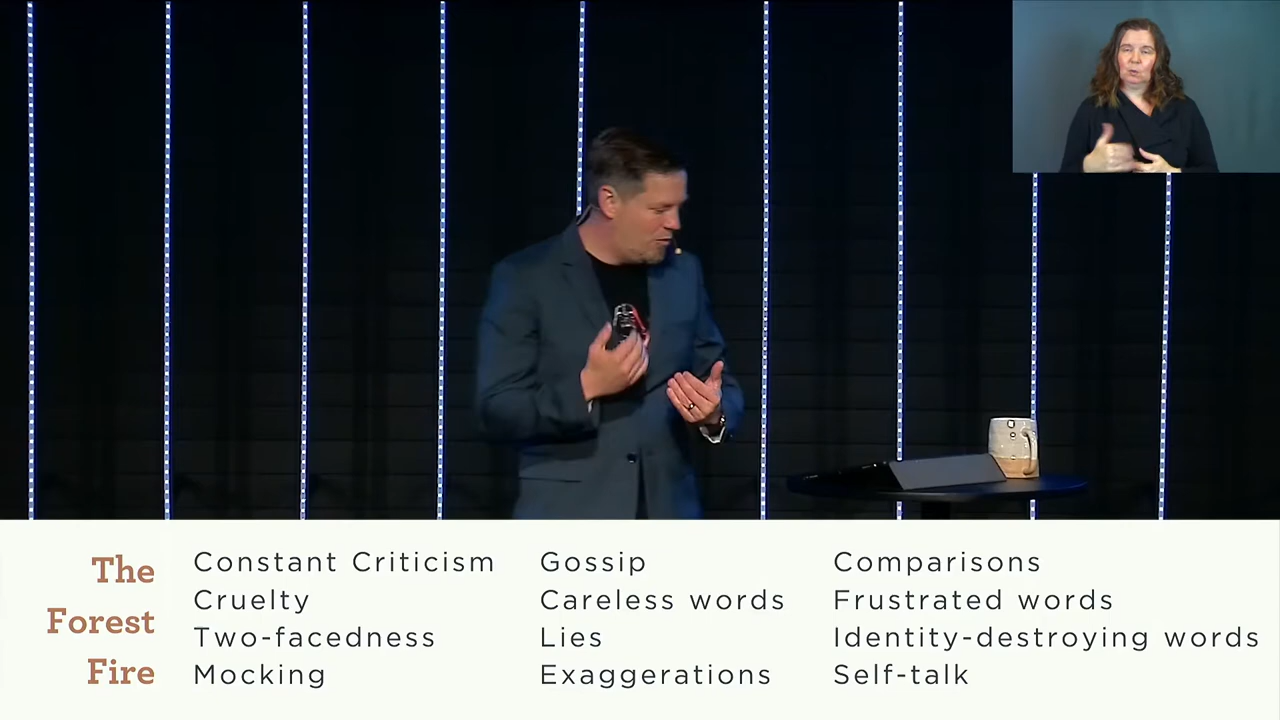 The
Forest
Fire
Constant Criticism
Cruelty
Two-facedness
Mocking
Gossip
Careless words
Lies
Exaggerations
Comparisons
Frustrated words
Identity-destroying words
Self-talk